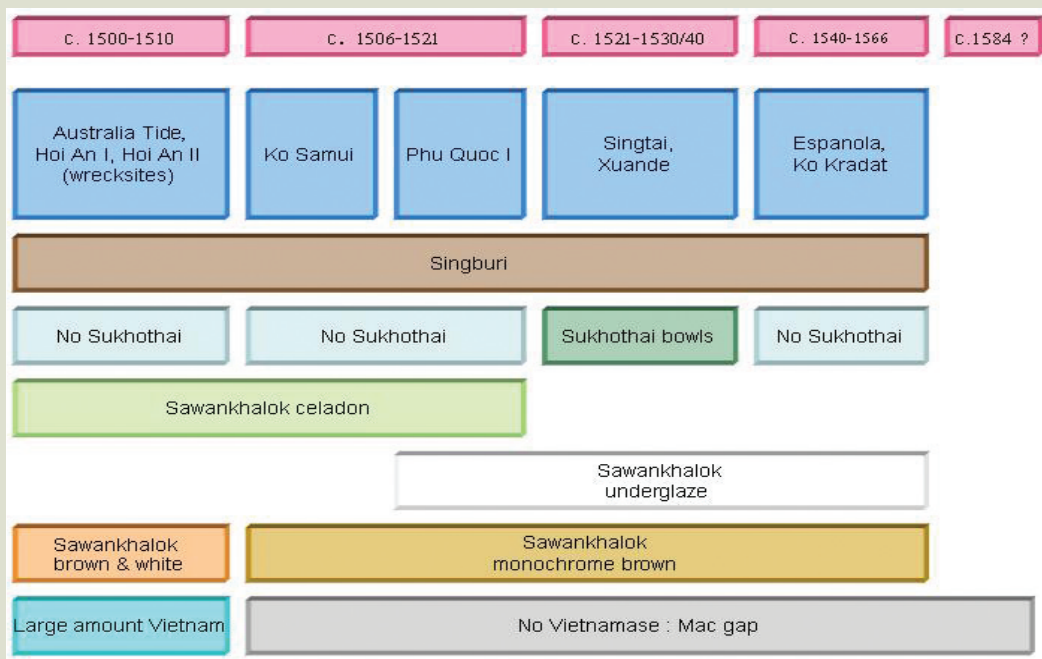 c. 1500-1510
c. 1506-1521
c. 1521-1530/40
c. 1540-1566
c.1584 ?
Australia Tide,
Hoi An I, Hoi An II
(wrecksites)
Ko Samui
Phu Quoc I
Singtai,
Xuande
Espanola,
Ko Kradat
Singburi
No Sukhothai
No Sukhothai
Sukhothai bowls
No Sukhothai
Sawankhalok celadon
Sawankhalok
underglaze
Sawankhalok
brown & white
Sawankhalok
monochrome brown
Large amount Vietnam
No Vietnamase : Mac gap